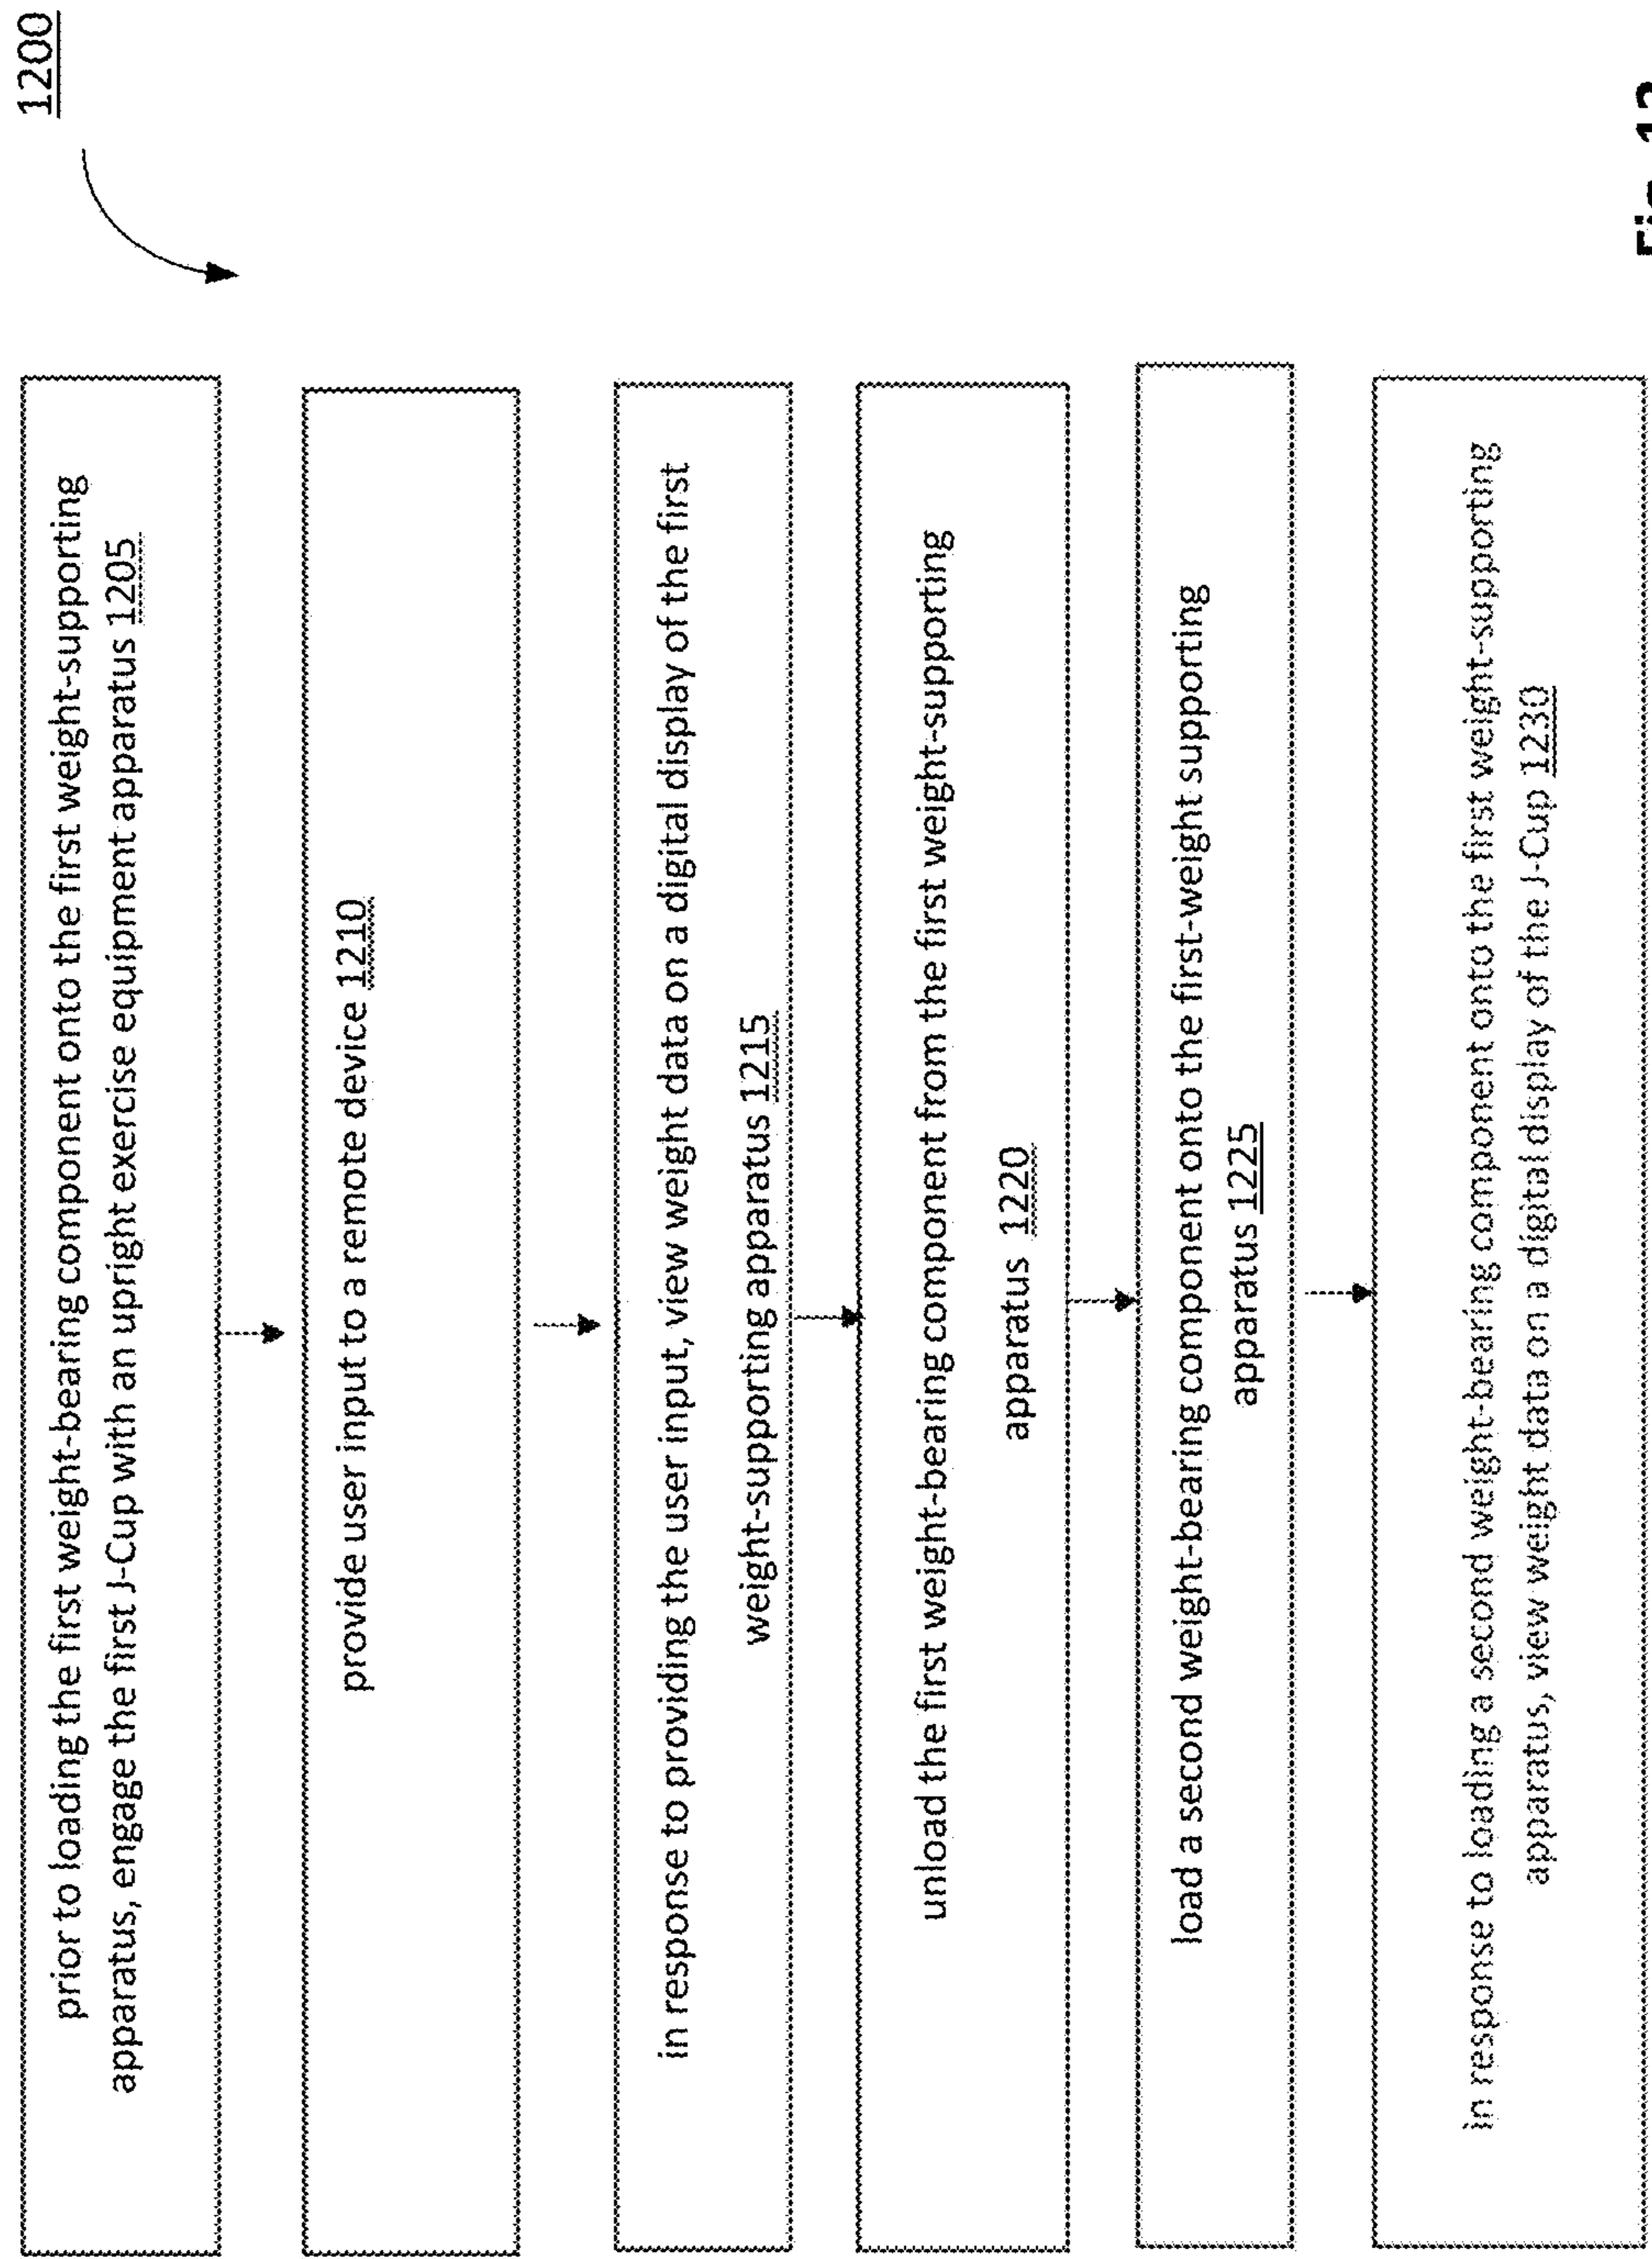 1200
prior to loading the first weight-bearing component onto the first weight-supporting
apparatus, engage the first J-Cup with an upright exercise equipment apparatus 1205
provide user input to a remote device 1210
in response to providing the user input, view weight data on a digital display of the first
weight-supporting apparatus 1215
unload the first weight-bearing component from the first weight-supporting
apparatus 1220
load a second weight-bearing component onto the first-weight supporting
apparatus 1225
in response to loading a second weight-bearing component onto the first weight-supporting
apparatus, view weight data on a digital display of the J-Cup 1230
Fig. 12